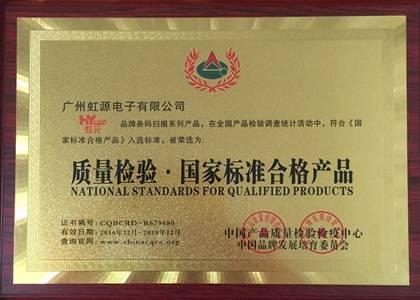 广州虹源电子有限公司
HYuan
虹元
品牌条码扫描系列产品，在全国产品检验调查统计活动中，符合《国
家标准合格产品》入选标准，被荣选为：
质量检验·国家标准合格产品
NATIONAL STANDARDS FOR QUALIFIED PRODUCTS
证书编号：CQBCRD-R679680
有效日期：2016年12月-2018年12月
查询官网：www.chinacqcc.org
中国产品质量检验检疫中心
中国品牌发展培育委员会